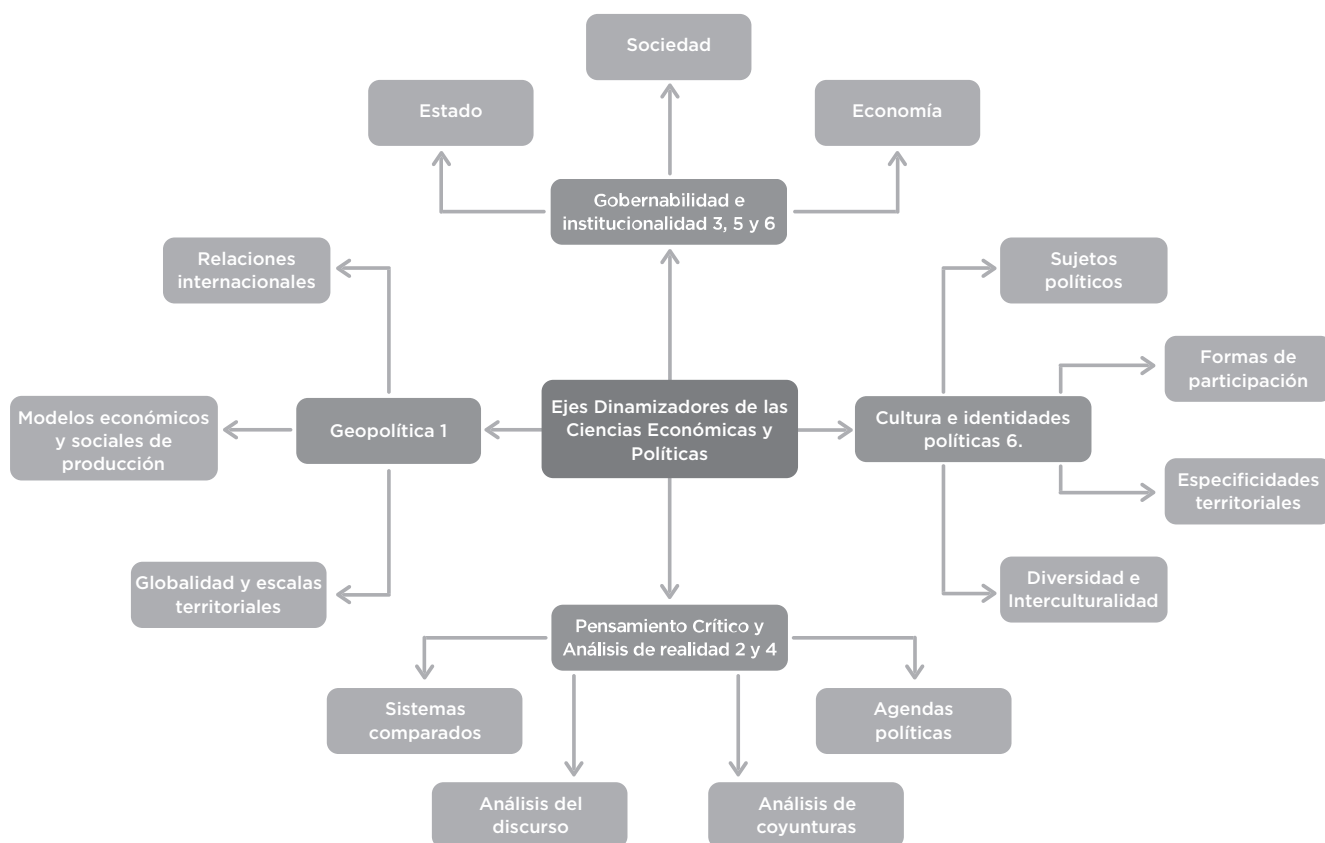 Sociedad
Estado
Economía
Gobernabilidad e
institucionalidad 3, 5 y 6
Relaciones
internacionales
Sujetos
políticos
Formas de
participación
Modelos económicos
y sociales de
producción
Geopolítica 1
Ejes Dinamizadores de las
Ciencias Económicas y
Políticas
Cultura e identidades
políticas 6.
Especificidades
territoriales
Globalidad y escalas
territoriales
Diversidad e
Interculturalidad
Pensamiento Crítico y
Análisis de realidad 2 y 4
Sistemas
comparados
Agendas
políticas
Análisis del
discurso
Análisis de
coyunturas